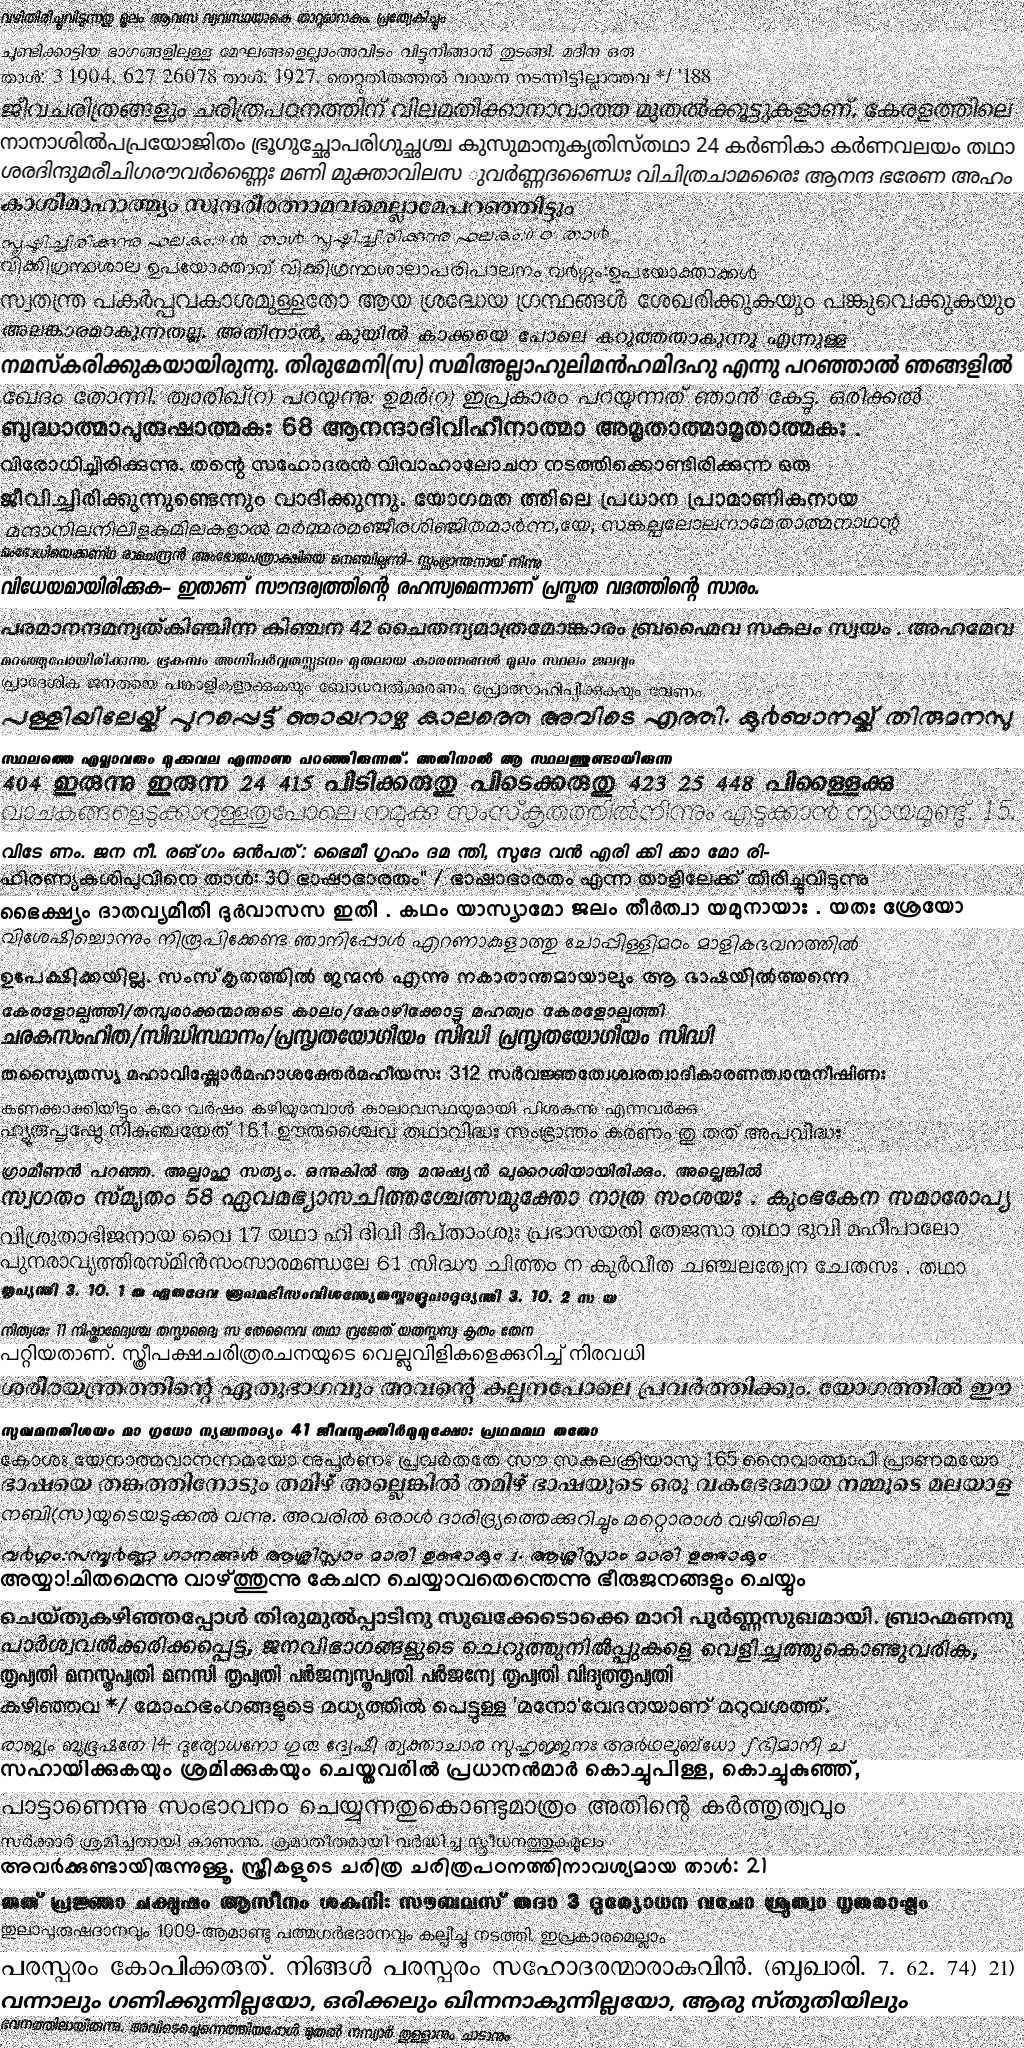 വഴിതിരിച്ചുവിടുന്നതു മൂലം ആവസ വ്യവസ്ഥയാകെ താറുമാറാകും. പ്രത്യേകിച്ചും
ചൂണ്ടിക്കാട്ടിയ ഭാഗങ്ങളിലുള്ള മേഘങ്ങളെല്ലാംഅവിടം വിട്ടുനീങ്ങാൻ തുടങ്ങി. മദീന ഒരു
താൾ: 3 1904. 627 26078 താൾ: 1927. തെറ്റുതിരുത്തൽ വായന നടന്നിട്ടില്ലാത്തവ */ '188
ജീവചരിത്രങ്ങളും ചരിത്രപഠനത്തിന് വിലമതിക്കാനാവാത്ത മുതൽക്കൂട്ടുകളാണ്. കേരളത്തിലെ
നാനാശിൽപപ്രയോജിതം ഭ്രൂഗുച്ഛോപരിഗുച്ഛശ്ച കുസുമാനുകൃതിസ്തഥാ 24 കർണികാ കർണവലയം തഥാ
ശരദിന്ദുമരീചിഗരൗവർണ്ണൈഃ മണി മുക്താവിലസ ുവർണ്ണദണ്ഡൈഃ വിചിത്രചാമരൈഃ ആനന്ദ ഭരേണ അഹം
കാശീമാഹാത്മ്യം സുന്ദരീരത്നാമവമെല്ലാമേപറഞ്ഞിട്ടും
സൃഷ്ടിച്ചിരിക്കുന്നു ഫലകം:൯ ൻ താൾ സൃഷ്ടിച്ചിരിക്കുന്നു ഫലകം:൪ റ താൾ
വിക്കിഗ്രന്ഥശാല ഉപയോക്താവ് വിക്കിഗ്രന്ഥശാലാപരിപാലനം വർഗ്ഗം:ഉപയോക്താക്കൾ
സ്വതന്ത്ര പകർപ്പവകാശമുള്ളതോ ആയ ശ്രദ്ധേയ ഗ്രന്ഥങ്ങൾ ശേഖരിക്കുകയും പങ്കുവെക്കുകയും
അലങ്കാരമാകുന്നതല്ല. അതിനാൽ, കുയിൽ കാക്കയെ പോലെ കറുത്തതാകുന്നു എന്നുള്ള
നമസ്കരിക്കുകയായിരുന്നു. തിരുമേനി(സ) സമിഅല്ലാഹുലിമൻഹമിദഹു എന്നു പറഞ്ഞാൽ ഞങ്ങളിൽ
ഖേദം തോന്നി. ത്വാരിഖ്(റ) പറയുന്നു: ഉമർ(റ) ഇപ്രകാരം പറയുന്നത് ഞാൻ കേട്ടു. ഒരിക്കൽ
ബുദ്ധാത്മാപുരുഷാത്മകഃ 68 ആനന്ദാദിവിഹീനാത്മാ അമൃതാത്മാമൃതാത്മകഃ .
വിരോധിച്ചിരിക്കുന്നു. തന്റെ സഹോദരൻ വിവാഹാലോചന നടത്തിക്കൊണ്ടിരിക്കുന്ന ഒരു
ജീവിച്ചിരിക്കുന്നുണ്ടെന്നും വാദിക്കുന്നു. യോഗമത ത്തിലെ പ്രധാന പ്രാമാണികനായ
മന്ദാനിലനിലിളകുമിലകളാൽ മർമ്മരമഞ്ജീരശിഞ്ജിതമാർന്ന,യേ, സങ്കല്പലോലനാമേതാത്മനാഥന്റ
മംഭോധിയെക്കണിഥ രാമചന്ദ്രൻ അംഭോജപത്രാക്ഷിയെ നെഞ്ചിലൂന്നി- സ്സംഭ്രാന്തനായ് നിന്നു
വിധേയമായിരിക്കുക– ഇതാണ് സൗന്ദര്യത്തിന്റെ രഹസ്യമെന്നാണ് പ്രസ്തുത വദത്തിന്റെ സാരം.
പരമാനന്ദമന്യത്കിഞ്ചിന്ന കിഞ്ചന 42 ചൈതന്യമാത്രമോങ്കാരം ബ്രഹ്മൈവ സകലം സ്വയം . അഹമേവ
മറഞ്ഞുപോയിരിക്കുന്നു. ഭൂകമ്പം അഗ്നിപർവ്വതസ്ഫുടനം മുതലായ കാരണങ്ങൾ മൂലം സ്ഥലം ജലവും
പ്രാദേശിക ജനതയെ പങ്കാളികളാക്കുകയും ബോധവൽക്കരണം പ്രോത്സാഹിപ്പിക്കുകയും വേണം.
പള്ളിയിലേയ്ക്ക് പുറപ്പെട്ട് ഞായറാഴ്ച കാലത്തെ അവിടെ എത്തി. കുർബാനയ്ക്ക് തിരുമനസു
സ്ഥലത്തെ എല്ലാവരും മുക്കവല എന്നാണു പറഞ്ഞിരുന്നത്. അതിനാൽ ആ സ്ഥലത്തുണ്ടായിരുന്ന
404 ഇരുന്നു ഇരുന്ന 24 415 പിടിക്കരുതു പിടെക്കരുതു 423 25 448 പിള്ളൈക്കു
വാചകങ്ങളെടുക്കാറുള്ളതുപോലെ നമുക്കു സംസ്കൃതത്തിൽനിന്നും എടുക്കാൻ ന്യായമുണ്ടു്. 15.
വിടേ ണം. ജന നീ. രങ്ഗം ഒൻപത്: ഭൈമീ ഗൃഹം ദമ ന്തി, സുദേ വൻ എരി ക്കി ക്കാ മോ രി–
ഹിരണ്യകശിപുവിനെ താൾ: 30 ഭാഷാഭാരതം" / ഭാഷാഭാരതം എന്ന താളിലേക്ക് തിരിച്ചുവിടുന്നു
ഭൈക്ഷ്യം ദാതവ്യമിതി ദുർവാസസ ഇതി . കഥം യാസ്യാമോ ജലം തീർത്വാ യമുനായാഃ . യതഃ ശ്രേയോ
വിശേഷിച്ചൊന്നും നിരൂപിക്കേണ്ട ഞാനിപ്പോൾ എറണാകുളത്തു ചോപ്പിള്ളിമഠം മാളികഭവനത്തിൽ
ഉപേക്ഷിക്കയില്ല. സംസ്കൃതത്തിൽ ജന്മൻ എന്നു നകാരാന്തമായാലും ആ ഭാഷയിൽത്തന്നെ
കേരളോല്പത്തി/തമ്പുരാക്കന്മാരുടെ കാലം/കോഴിക്കോട്ടു മഹത്വം കേരളോല്പത്തി
ചരകസംഹിത/സിദ്ധിസ്ഥാനം/പ്രസൃതയോഗീയം സിദ്ധി പ്രസൃതയോഗീയം സിദ്ധി
തസ്യൈതസ്യ മഹാവിഷ്ണോർമഹാശക്തേർമഹീയസഃ 312 സർവജ്ഞത്വേശ്വരത്വാദികാരണത്വാന്മനീഷിണഃ
കണക്കാക്കിയിട്ടും കുറേ വർഷം കഴിയുമ്പോൾ കാലാവസ്ഥയുമായി പിശകുന്നു എന്നവർക്കു
ഹ്യൂരുപൃഷ്ഠേ നികുഞ്ചയേത് 161 ഊരുശ്ചൈവ തഥാവിദ്ധഃ സംഭ്രാന്തം കരണം തു തത് അപവിദ്ധഃ
ഗ്രാമീണൻ പറഞ്ഞ. അല്ലാഹു സത്യം. ഒന്നുകിൽ ആ മനുഷ്യൻ ഖുറൈശിയായിരിക്കും. അല്ലെങ്കിൽ
സ്വഗതം സ്മൃതം 58 ഏവമഭ്യാസചിത്തശ്ചേത്സമുക്തോ നാത്ര സംശയഃ . കുംഭകേന സമാരോപ്യ
വിശ്രുതാഭിജനായ വൈ 17 യഥാ ഹി ദിവി ദീപ്താംശുഃ പ്രഭാസയതി തേജസാ തഥാ ഭുവി മഹീപാലോ
പുനരാവൃത്തിരസ്മിൻസംസാരമണ്ഡലേ 61 സിദ്ധൗ ചിത്തം ന കുർവീത ചഞ്ചലത്വേന ചേതസഃ . തഥാ
തൃപ്യന്തി 3. 10. 1 ത ഏതദേവ രൂപമഭിസംവിശന്ത്യേതസ്മാദ്രൂപാദുദ്യന്തി 3. 10. 2 സ യ
നിത്യശഃ 11 നിഷ്ക്രാമേദ്യശ്ച തസ്മാദ്വൈ സ തേനൈവ തഥാ വ്രജേത് യതസ്തസ്യ കൃതം തേന
പറ്റിയതാണ്. സ്ത്രീപക്ഷചരിത്രരചനയുടെ വെല്ലുവിളികളെക്കുറിച്ച് നിരവധി
ശരീരയന്ത്രത്തിന്റെ ഏതുഭാഗവും അവന്റെ കല്പനപോലെ പ്രവർത്തിക്കും. യോഗത്തിൽ ഈ
സുഖമനതിശയം മാ ഗൃധോ ന്യദ്ധനാദ്യം 41 ജീവന്മുക്തിർമുമുക്ഷോഃ പ്രഥമമഥ തതോ
കോശഃ യേനാത്മവാനന്നമയോ നുപൂർണഃ പ്രവർതതേ സൗ സകലക്രിയാസു 165 നൈവാത്മാപി പ്രാണമയോ
ഭാഷയെ തങ്കത്തിനോടും തമിഴ് അല്ലെങ്കിൽ തമിഴ് ഭാഷയുടെ ഒരു വകഭേദമായ നമ്മുടെ മലയാള
നബി(സ)യുടെയടുക്കൽ വന്നു. അവരിൽ ഒരാൾ ദാരിദ്ര്യത്തെക്കുറിച്ചും മറ്റൊരാൾ വഴിയിലെ
വർഗ്ഗം:സമ്പൂർണ്ണ ഗാനങ്ങൾ ആശ്ലിസ്സ്ലാം മാരി ഉണ്ടാകും 1. ആശ്ലിസ്സ്ലാം മാരി ഉണ്ടാകും
അയ്യാ!ചിതമെന്നു വാഴ്ത്തുന്നു കേചന ചെയ്യാവതെന്തെന്നു ഭീരുജനങ്ങളും ചെയ്യും
ചെയ്തുകഴിഞ്ഞപ്പോൾ തിരുമുൽപ്പാടിനു സുഖക്കേടൊക്കെ മാറി പൂർണ്ണസുഖമായി. ബ്രാഹ്മണന്നു
പാർശ്വവൽക്കരിക്കപ്പെട്ട, ജനവിഭാഗങ്ങളുടെ ചെറുത്തുനിൽപ്പുകളെ വെളിച്ചത്തുകൊണ്ടുവരിക,
തൃപ്യതി മനസ്തൃപ്യതി മനസി തൃപ്യതി പർജന്യസ്തൃപ്യതി പർജന്യേ തൃപ്യതി വിദ്യുത്തൃപ്യതി
കഴിഞ്ഞവ */ മോഹഭംഗങ്ങളുടെ മധ്യത്തിൽ പെട്ടുള്ള 'മനോ'വേദനയാണ് മറുവശത്ത്.
രാജ്യം ബുഭൂഷതേ 14 ദുര്യോധനോ ഗുരു ദ്വേഷീ ത്യക്താചാര സുഹൃജ്ജനഃ അർഥലുബ്ധോ ഽഭിമാനീ ച
സഹായിക്കുകയും ശ്രമിക്കുകയും ചെയ്തവരിൽ പ്രധാനൻമാർ കൊച്ചുപിള്ള, കൊച്ചുകുഞ്ഞ്,
പാട്ടാണെന്നു സംഭാവനം ചെയ്യുന്നതുകൊണ്ടുമാത്രം അതിന്റെ കർത്തൃത്വവും
സർക്കാർ ശ്രമിച്ചതായി കാണുന്നു. ക്രമാതീതമായി വർദ്ധിച്ച സ്ത്രീധനത്തുകമൂലം
അവർക്കുണ്ടായിരുന്നുള്ളൂ. സ്ത്രീകളുടെ ചരിത്ര ചരിത്രപഠനത്തിനാവശ്യമായ താൾ: 21
തത് പ്രജ്ഞാ ചക്ഷുഷം ആസീനം ശകുനിഃ സൗബലസ് തദാ 3 ദുര്യോധന വചോ ശ്രുത്വാ ധൃതരാഷ്ട്രം
തുലാപുരുഷദാനവും 1009-ആമാണ്ടു പത്മഗർഭദാനവും കല്പിച്ചു നടത്തി. ഇപ്രകാരമെല്ലാം
പരസ്പരം കോപിക്കരുത്. നിങ്ങൾ പരസ്പരം സഹോദരന്മാരാകുവിൻ. (ബുഖാരി. 7. 62. 74) 21)
വന്നാലും ഗണിക്കുന്നില്ലയോ, ഒരിക്കലും ഖിന്നനാകുന്നില്ലയോ, ആരു സ്തുതിയിലും
ഭവനത്തിലായിരുന്നു. അവിടെച്ചെന്നെത്തിയപ്പോൾ മുതൽ നമ്പ്യാർ തുള്ളാനും ചാടാനും